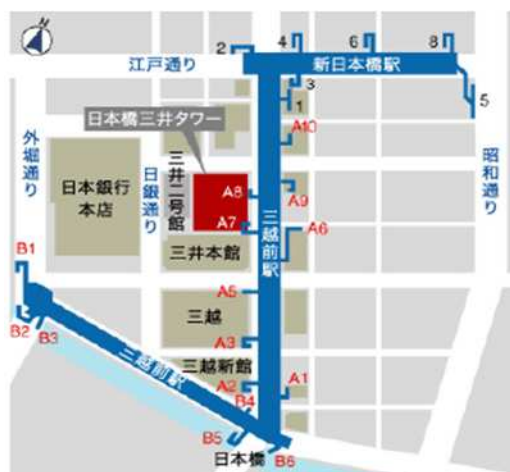 N
2
4
6
8
江戸通り
新日本橋駅
3
1
5
日本橋三井タワー
A10
外堀通り
日銀通り
三井二号館
昭和通り
日本銀行
本店
A8
A9
A7
三越前駅
A6
三井本館
B1
A5
三越
B2
B3
A3
三越前駅
三越新館
A2
A1
B4
B5
日本橋
B6